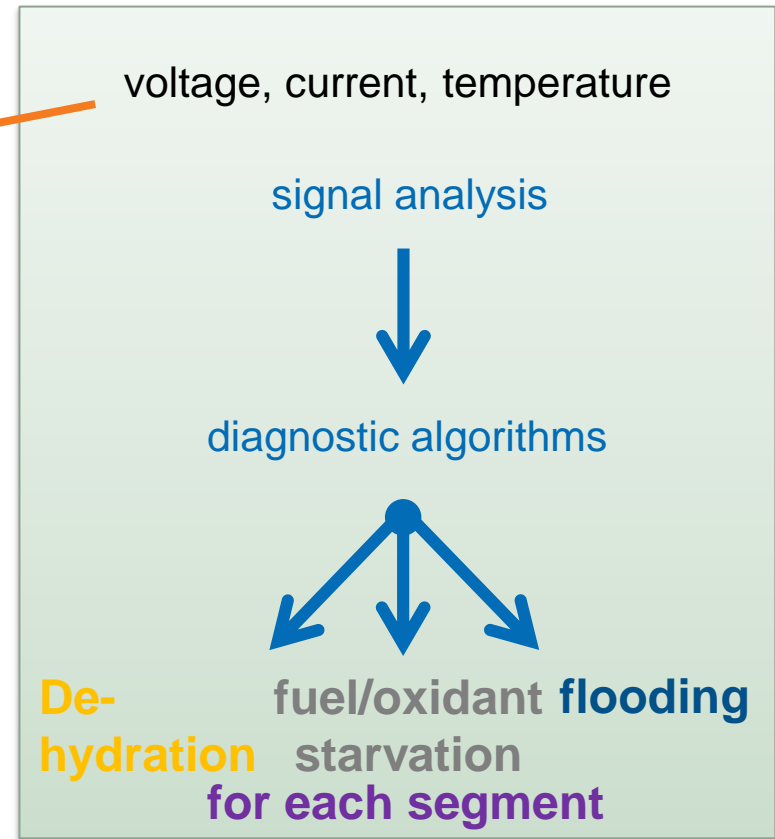 voltage, current, temperature
signal analysis
diagnostic algorithms
De-
hydration
fuel/oxidant
starvation
flooding
for each segment